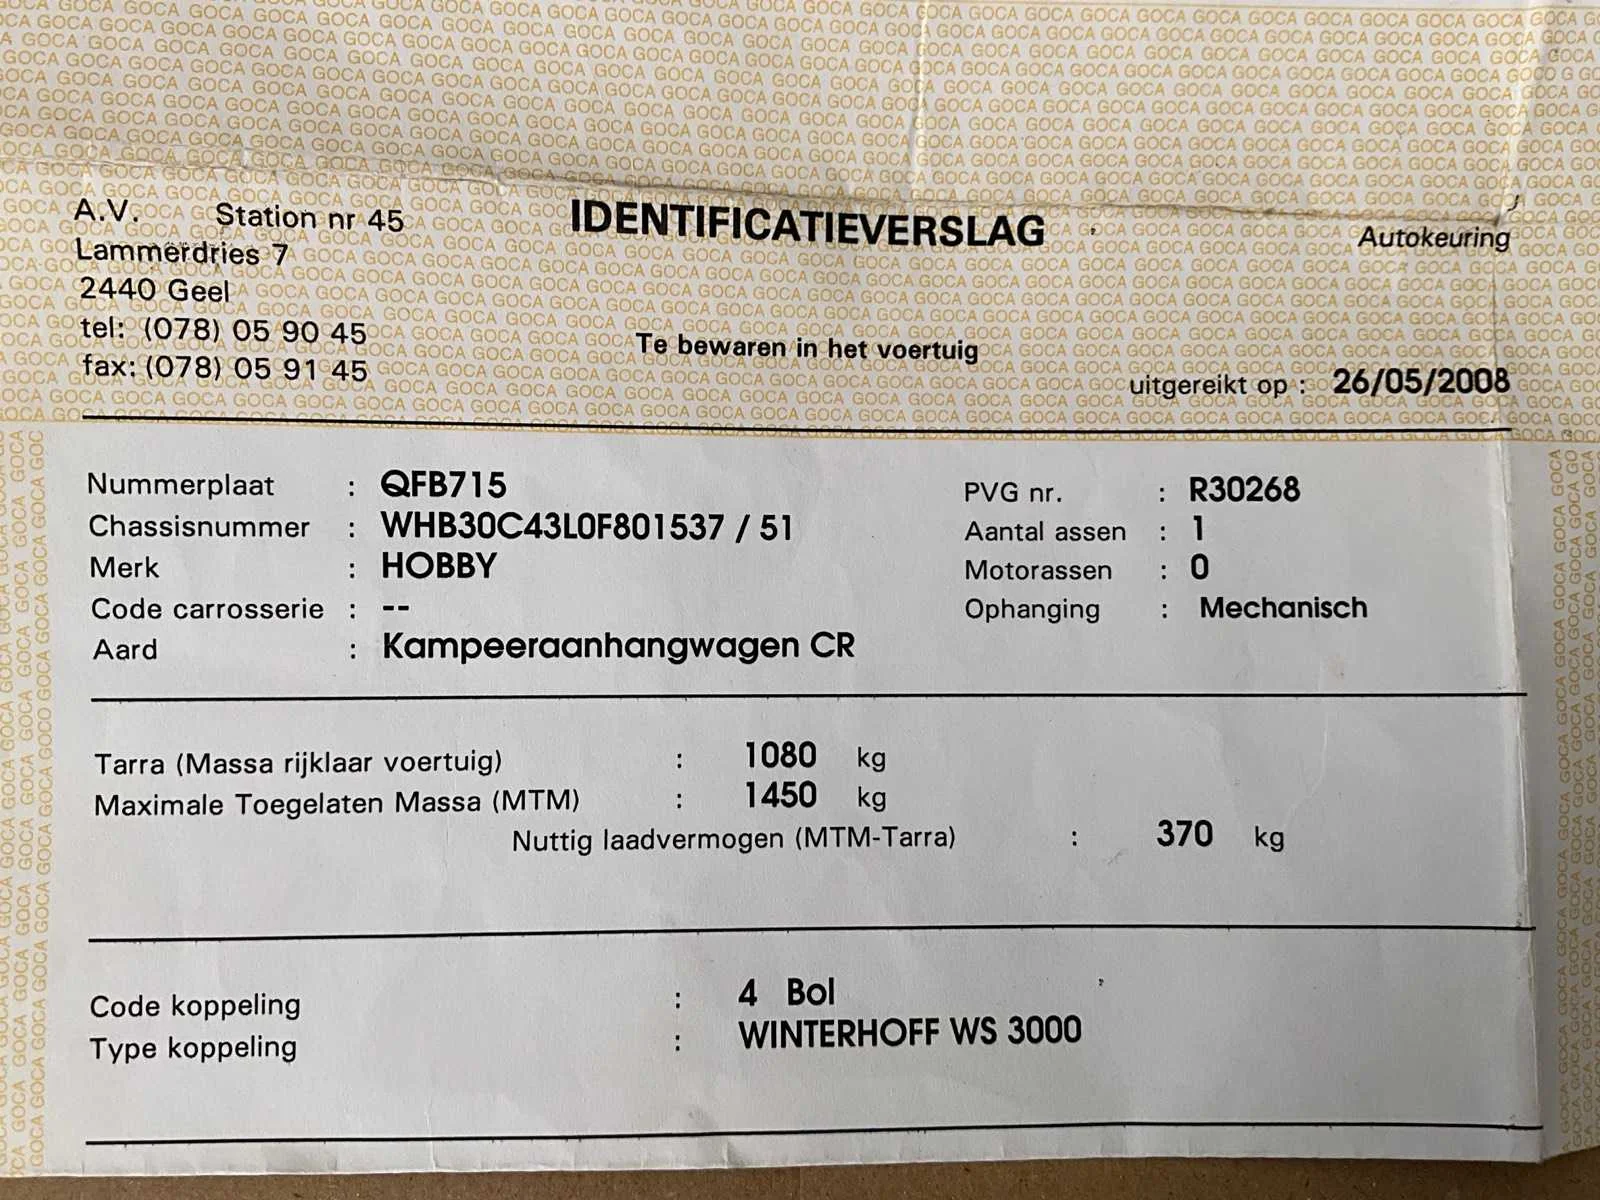 A.V. Station nr 45
Lammerdries 7
2440 Geel
tel: (078) 05 90 45
fax: (078) 05 91 45
IDENTIFICATIEVERSLAG
Te bewaren in het voertuig
Autokeuring
uitgereikt op : 26/05/2008
Nummerplaat : QFB715
Chassisnummer : WHB30C43L0F801537 / 51
Merk : HOBBY
Code carrosserie : --
Aard : Kampeeraanhangwagen CR
PVG nr. : R30268
Aantal assen : 1
Motorassen : 0
Ophanging : Mechanisch
Tarra (Massa rijklaar voertuig) : 1080 kg
Maximale Toegelaten Massa (MTM) : 1450 kg
Nuttig laadvermogen (MTM-Tarra) : 370 kg
Code koppeling : 4 Bol
Type koppeling : WINTERHOFF WS 3000